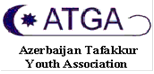 ATGA
Azerbaijan Tafakkur
Youth Association